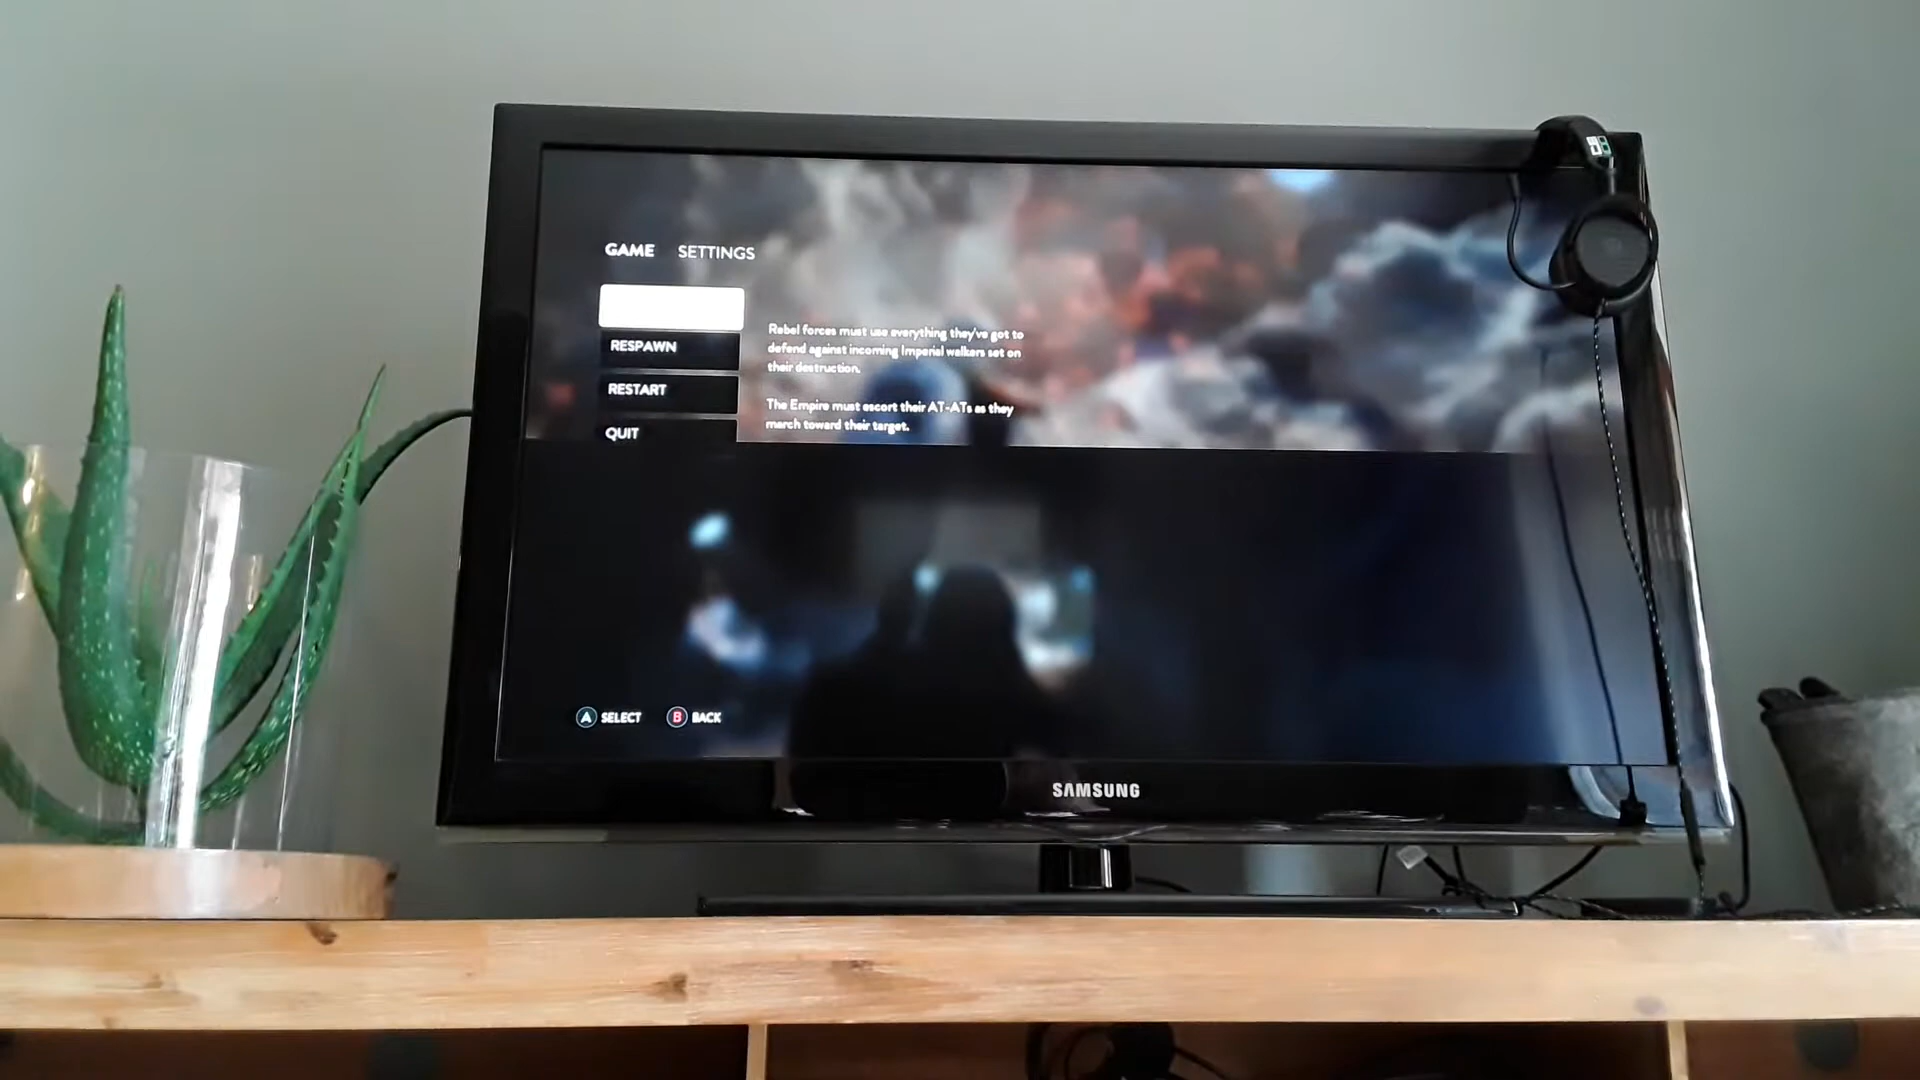 GAME SETTINGS
RESPAWN
RESTART
QUIT
Rebel forces must use everything they've got to
defend against incoming Imperial walkers set on
their destruction.
The Empire must escort their AT-ATs as they
march toward their target.
A SELECT B BACK
SAMSUNG